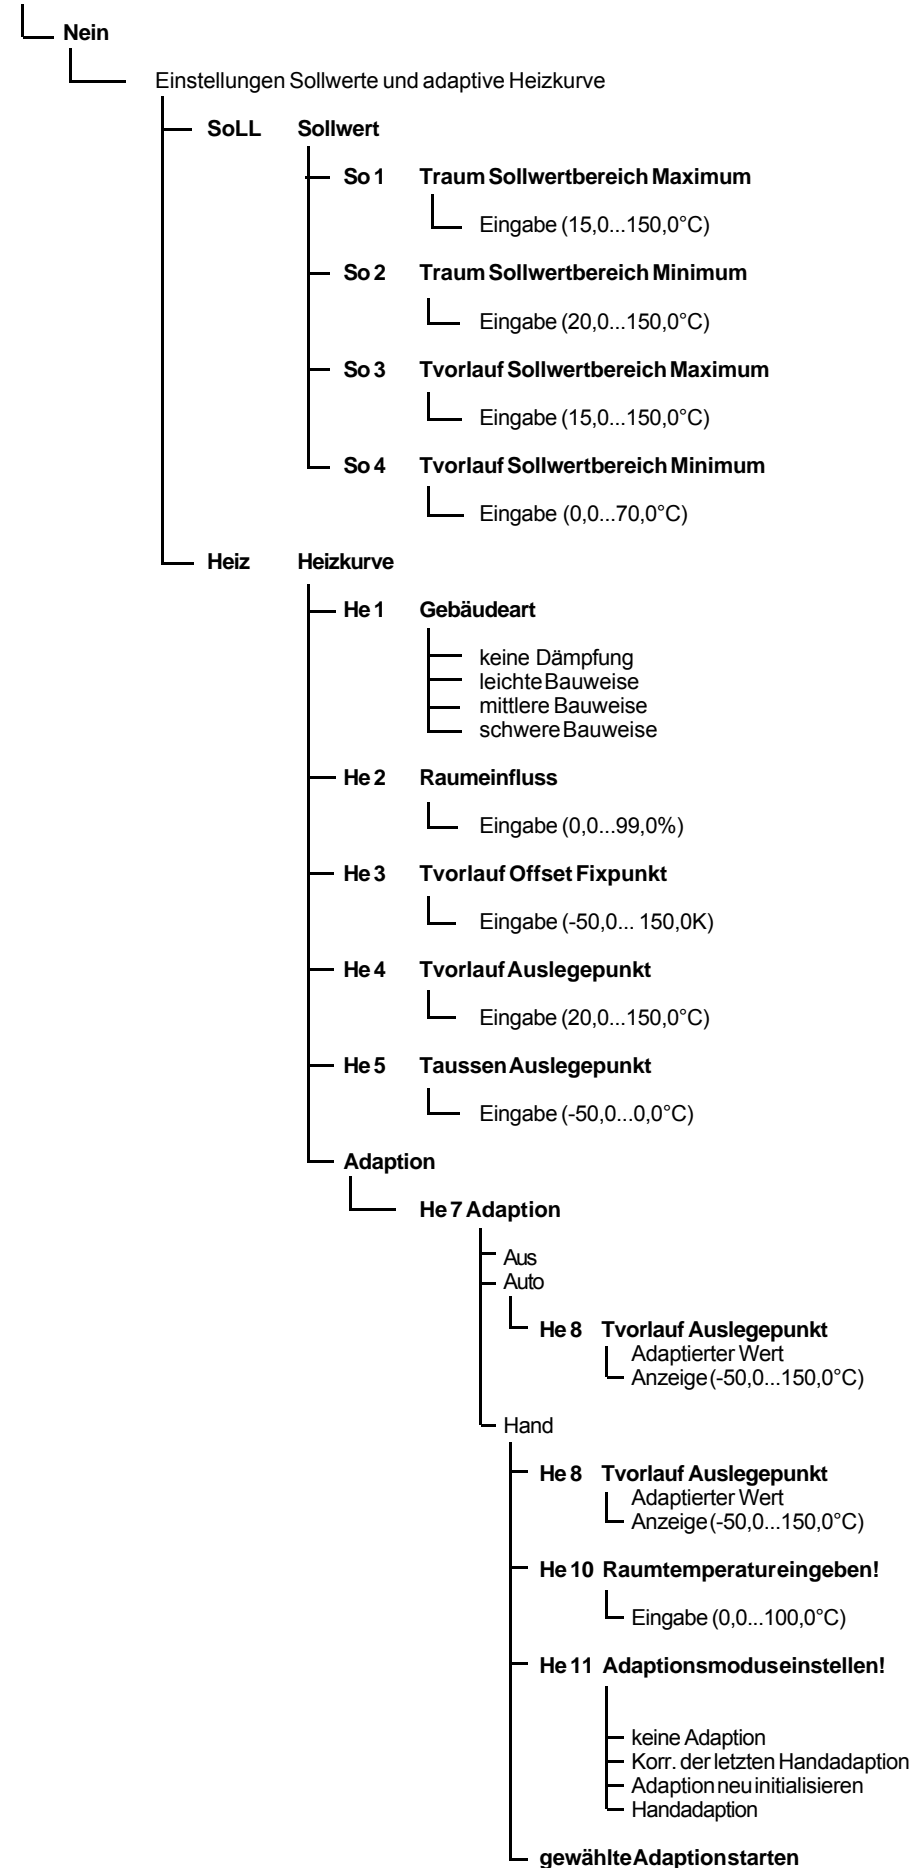 Nein
Einstellungen Sollwerte und adaptive Heizkurve
SoLL Sollwert
So 1 Traum Sollwertbereich Maximum
Eingabe (15,0...150,0°C)
So 2 Traum Sollwertbereich Minimum
Eingabe (20,0...150,0°C)
So 3 Tvorlauf Sollwertbereich Maximum
Eingabe (15,0...150,0°C)
So 4 Tvorlauf Sollwertbereich Minimum
Eingabe (0,0...70,0°C)
Heiz Heizkurve
He 1 Gebäudeart
keine Dämpfung
leichte Bauweise
mittlere Bauweise
schwere Bauweise
He 2 Raumeinfluss
Eingabe (0,0...99,0%)
He 3 Tvorlauf Offset Fixpunkt
Eingabe (-50,0... 150,0K)
He 4 Tvorlauf Auslegepunkt
Eingabe (20,0...150,0°C)
He 5 Taussen Auslegepunkt
Eingabe (-50,0...0,0°C)
Adaption
He 7 Adaption
Aus
Auto
He 8 Tvorlauf Auslegepunkt
Adaptierter Wert
Anzeige (-50,0...150,0°C)
Hand
He 8 Tvorlauf Auslegepunkt
Adaptierter Wert
Anzeige (-50,0...150,0°C)
He 10 Raumtemperatur eingeben!
Eingabe (0,0...100,0°C)
He 11 Adaptionsmodus einstellen!
keine Adaption
Korr. der letzten Handadaption
Adaption neu initialisieren
Handadaption
gewählte Adaption starten